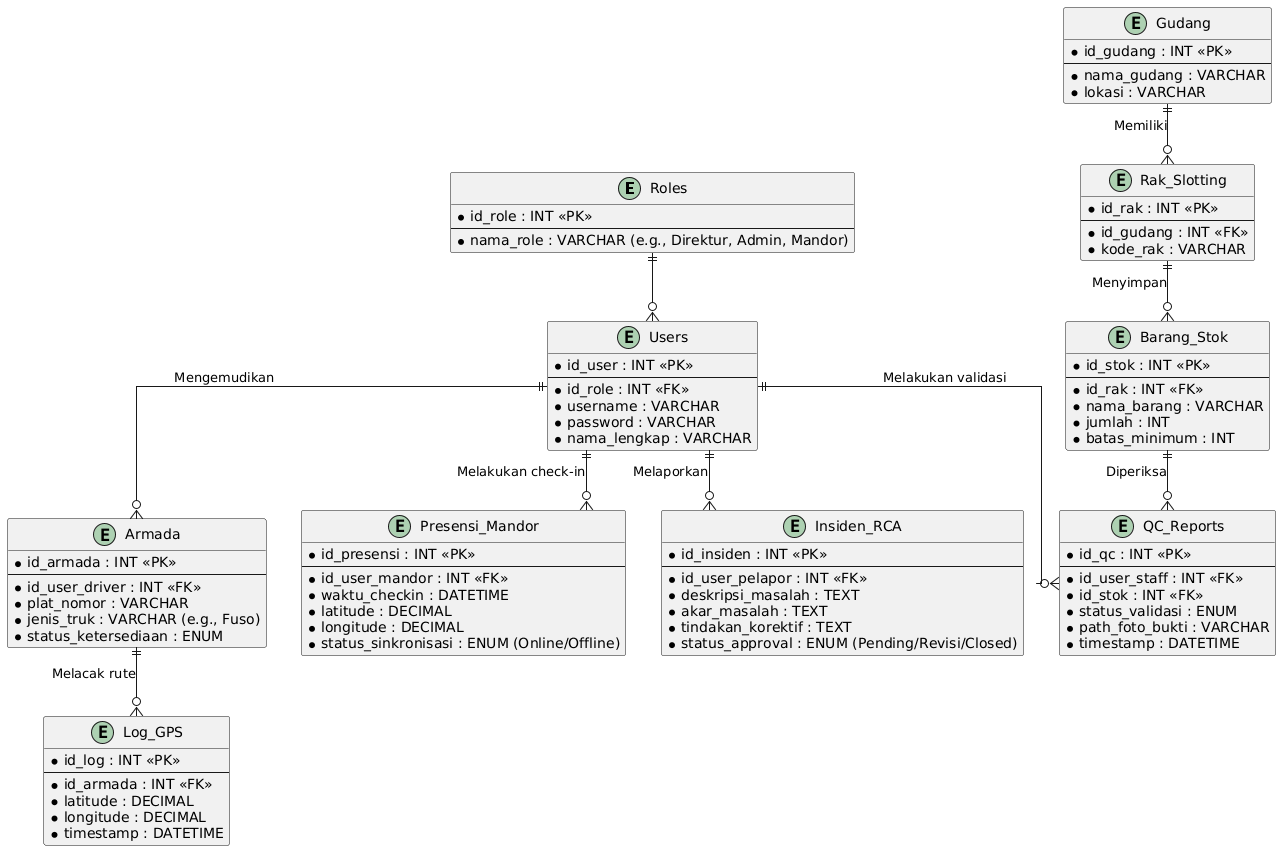 E Gudang
id_gudang : INT «PK»
nama_gudang : VARCHAR
lokasi : VARCHAR
Memiliki
E Rak_Slotting
id_rak : INT «PK»
id_gudang : INT «FK»
kode_rak : VARCHAR
Menyimpan
E Roles
id_role : INT «PK»
nama_role : VARCHAR (e.g., Direktur, Admin, Mandor)
E Users
id_user : INT «PK»
id_role : INT «FK»
username : VARCHAR
password : VARCHAR
nama_lengkap : VARCHAR
E Barang_Stok
id_stok : INT «PK»
id_rak : INT «FK»
nama_barang : VARCHAR
jumlah : INT
batas_minimum : INT
Mengemudikan
Melakukan validasi
Melakukan check-in
Melaporkan
Diperiksa
E Armada
id_armada : INT «PK»
id_user_driver : INT «FK»
plat_nomor : VARCHAR
jenis_truk : VARCHAR (e.g., Fuso)
status_ketersediaan : ENUM
E Presensi_Mandor
id_presensi : INT «PK»
id_user_mandor : INT «FK»
waktu_checkin : DATETIME
latitude : DECIMAL
longitude : DECIMAL
status_sinkronisasi : ENUM (Online/Offline)
E Insiden_RCA
id_insiden : INT «PK»
id_user_pelapor : INT «FK»
deskripsi_masalah : TEXT
akar_masalah : TEXT
tindakan_korektif : TEXT
status_approval : ENUM (Pending/Revisi/Closed)
E QC_Reports
id_qc : INT «PK»
id_user_staff : INT «FK»
id_stok : INT «FK»
status_validasi : ENUM
path_foto_bukti : VARCHAR
timestamp : DATETIME
Melacak rute
E Log_GPS
id_log : INT «PK»
id_armada : INT «FK»
latitude : DECIMAL
longitude : DECIMAL
timestamp : DATETIME